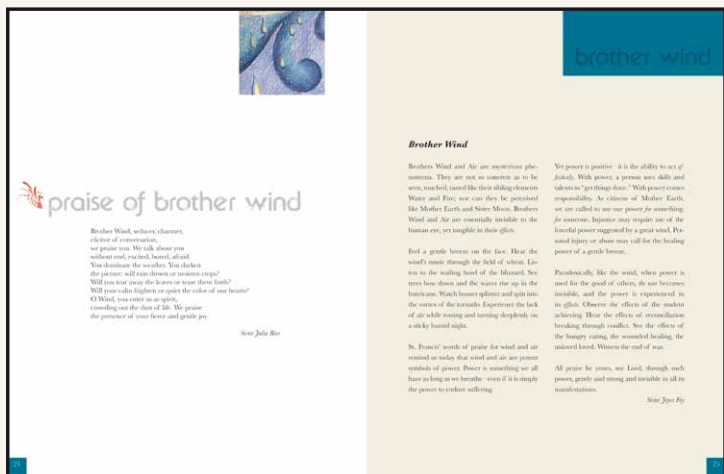 praise of brother wind
Brother Wind, seducer, charmer,
elicitor of conversation,
we praise you. We talk about you
without end, excited, bored, afraid.
You dominate the weather. You darken
the picture: will rain drown or moisten crops?
Will you tear away the leaves or tease them forth?
Will your calm frighten or quiet the color of our hearts?
O Wind, you enter us as spirit,
crowding out the dust of life. We praise
the presence of your fierce and gentle joy.
Sister Julia Rice
24
brother wind
Brother Wind
Brothers Wind and Air are mysterious phe-
nomena. They are not so concrete as to be
seen, touched, tasted like their sibling elements
Water and Fire; nor can they be perceived
like Mother Earth and Sister Moon. Brothers
Wind and Air are essentially invisible to the
human eye, yet tangible in their effects.
Feel a gentle breeze on the face. Hear the
wind's music through the field of wheat. Lis-
ten to the wailing howl of the blizzard. See
trees bow down and the waves rise up in the
hurricane. Watch houses splinter and spin into
the vortex of the tornado. Experience the lack
of air while tossing and turning sleeplessly on
a sticky humid night.
St. Francis' words of praise for wind and air
remind us today that wind and air are potent
symbols of power. Power is something we all
have as long as we breathe—even if it is simply
the power to endure suffering.
Yet power is positive—it is the ability to act ef-
fectively. With power, a person uses skills and
talents to "get things done." With power comes
responsibility. As citizens of Mother Earth,
we are called to use our power for something,
for someone. Injustice may require use of the
forceful power suggested by a great wind. Per-
sonal injury or abuse may call for the healing
power of a gentle breeze.
Paradoxically, like the wind, when power is
used for the good of others, the user becomes
invisible, and the power is experienced in
its effects. Observe the effects of the student
achieving. Hear the effects of reconciliation
breaking through conflict. See the effects of
the hungry eating, the wounded healing, the
unloved loved. Witness the end of war.
All praise be yours, my Lord, through such
power, gentle and strong and invisible in all its
manifestations.
Sister Joyce Fey
25